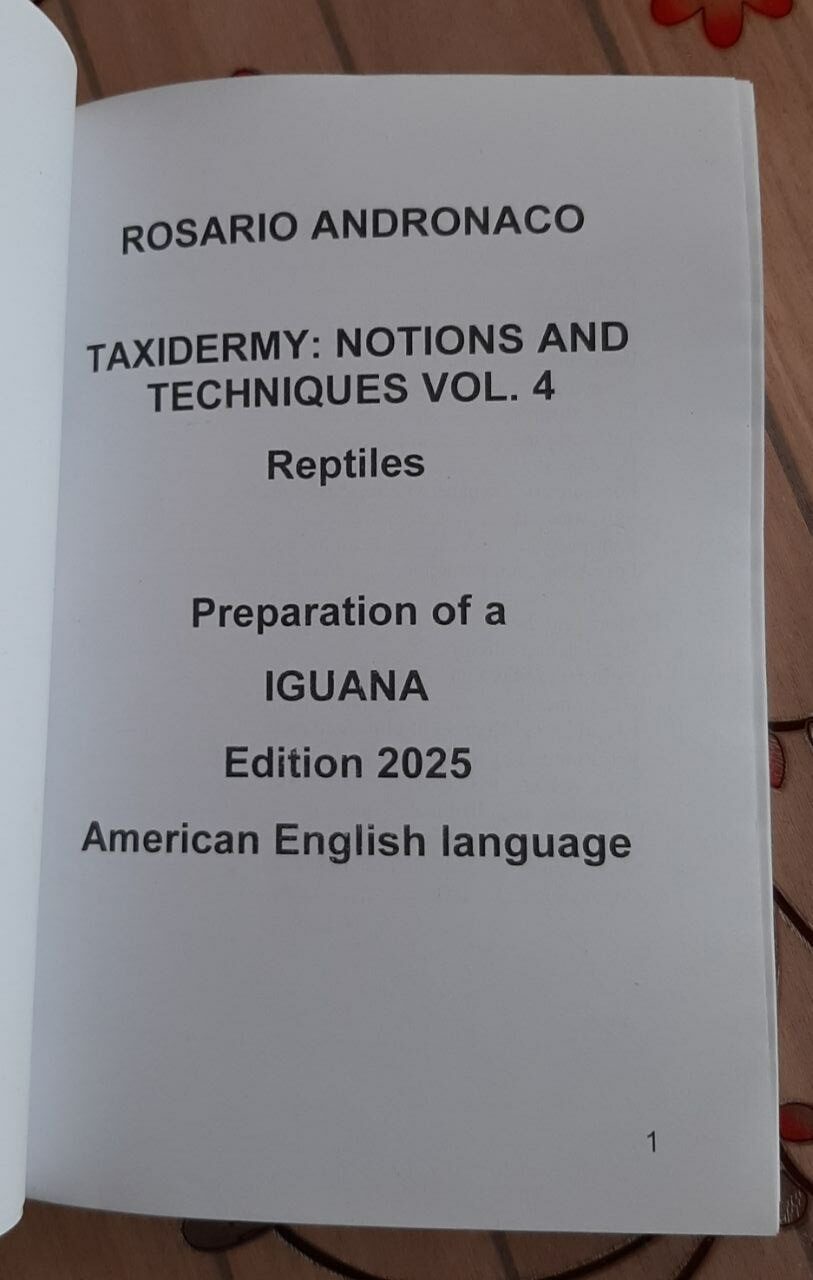 ROSARIO ANDRONACO
TAXIDERMY: NOTIONS AND
TECHNIQUES VOL. 4
Reptiles
Preparation of a
IGUANA
Edition 2025
American English language
1